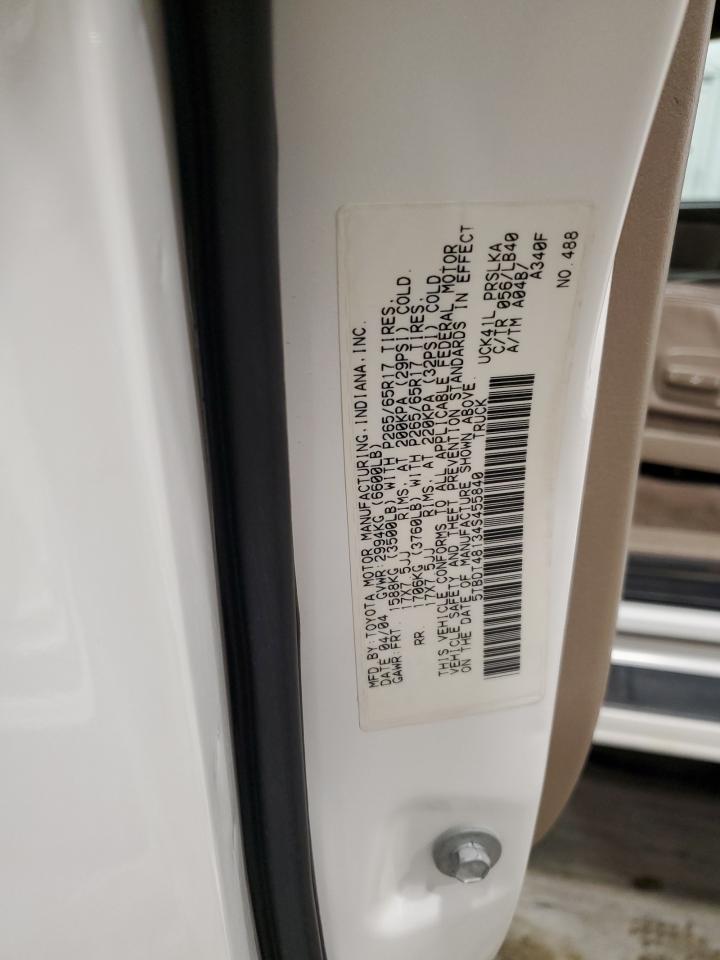 MFD.BY:TOYOTA MOTOR MANUFACTURING,INDIANA,INC.
DATE 04/04 GVWR:2994KG (6600LB)
GAWR:FRT. 1588KG (3500LB) WITH P265/65R17 TIRES,
17X7.5JJ RIMS, AT 200KPA (29PSI) COLD.
RR. 1706KG (3760LB) WITH P265/65R17 TIRES,
17X7.5JJ RIMS, AT 220KPA (32PSI) COLD.
THIS VEHICLE CONFORMS TO ALL APPLICABLE FEDERAL MOTOR
VEHICLE SAFETY AND THEFT PREVENTION STANDARDS IN EFFECT
ON THE DATE OF MANUFACTURE SHOWN ABOVE.
5TBDT48134S455840 TRUCK
UCK41L PRSLKA
C/TR 056/LB40
A/TM A04B/
A340F
NO.488